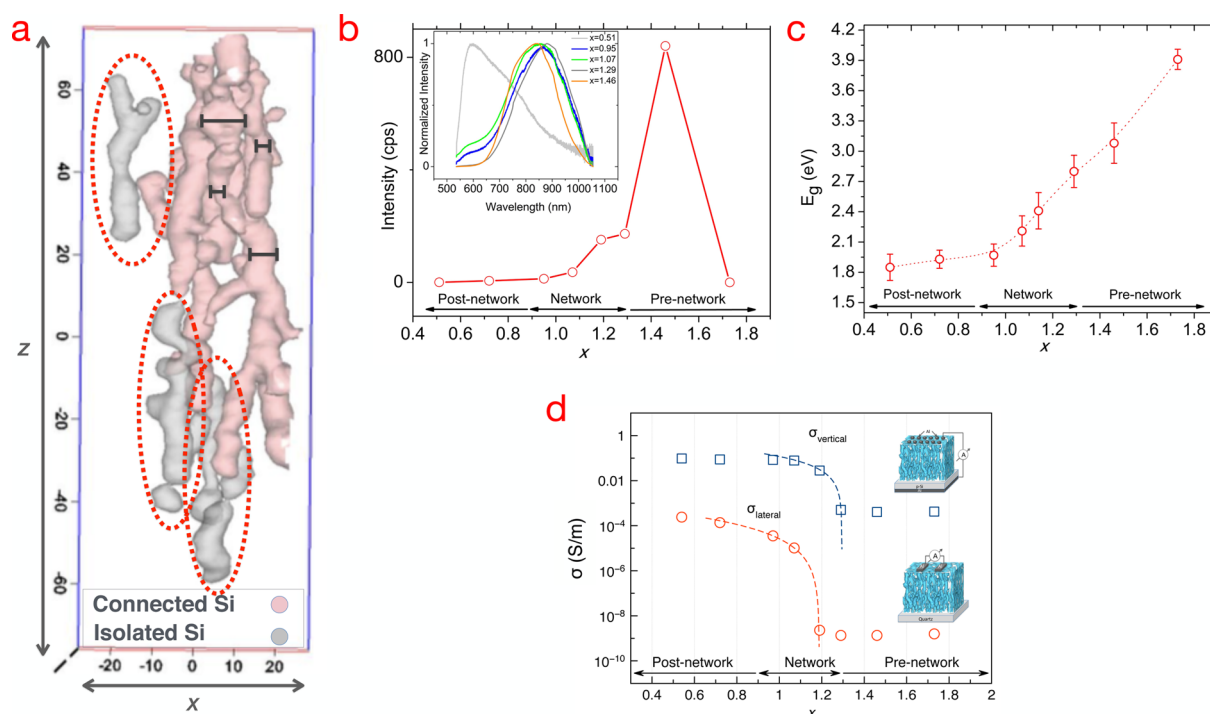 a
60
40
20
0
-20
-40
-60
Z
Connected Si
Isolated Si
-20 -10 0 10 20
X
b
800
0
Intensity (cps)
Normalized Intensity
1
0
x=0.51
x=0.95
x=1.07
x=1.29
x=1.46
500 600 700 800 900 1000 1100
Wavelength (nm)
Post-network Network Pre-network
0.4 0.6 0.8 1.0 1.2 1.4 1.6 1.8
x
c
4.2
3.9
3.6
3.3
3.0
2.7
2.4
2.1
1.8
1.5
Eg (eV)
Post-network Network Pre-network
0.4 0.6 0.8 1.0 1.2 1.4 1.6 1.8
x
d
1
0.01
10⁻⁴
10⁻⁶
10⁻⁸
10⁻¹⁰
σ (S/m)
σvertical
σlateral
A
A
Quartz
Post-network Network Pre-network
0.4 0.6 0.8 1 1.2 1.4 1.6 1.8 2
x